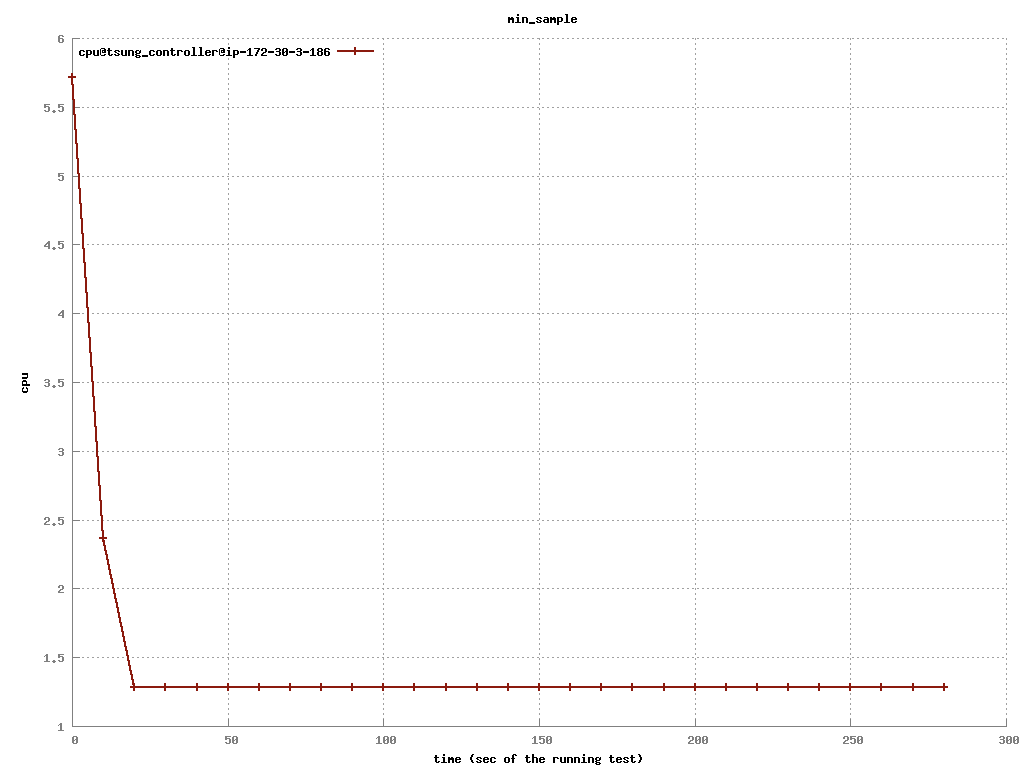 min_sample
6
cpu@tsung_controller@ip-172-30-3-186
5.5
5
4.5
4
cpu
3.5
3
2.5
2
1.5
1
0 50 100 150 200 250 300
time (sec of the running test)